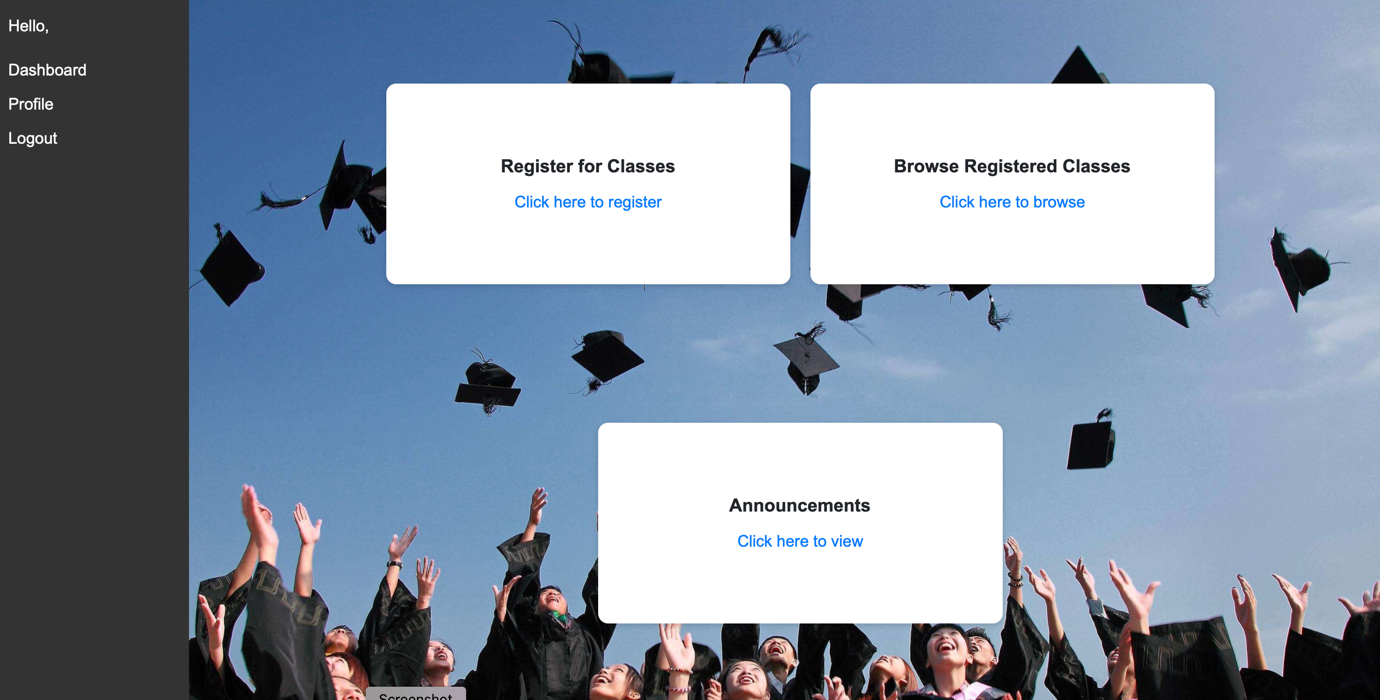 Hello,
Dashboard
Profile
Logout
Register for Classes
Click here to register
Browse Registered Classes
Click here to browse
Announcements
Click here to view
Screenshot